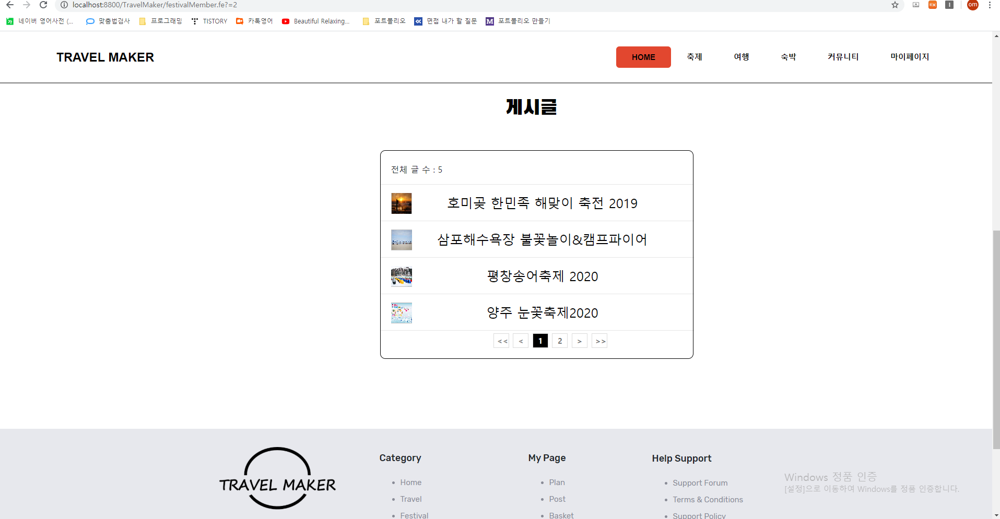 localhost:8800/TravelMaker/festivalMember.fe?=2
om
네이버 영어사전 (... 맞춤법검사 프로그래밍 TISTORY 카톡영어 Beautiful Relaxing... 포트폴리오 면접 내가 할 질문 M 포트폴리오 만들기
TRAVEL MAKER HOME 축제 여행 숙박 커뮤니티 마이페이지
게시글
전체 글 수 : 5
호미곶 한민족 해맞이 축전 2019
삼포해수욕장 불꽃놀이&캠프파이어
평창송어축제 2020
양주 눈꽃축제2020
<< < 1 2 > >>
TRAVEL MAKER
Category
Home
Travel
Festival
My Page
Plan
Post
Basket
Help Support
Support Forum
Terms & Conditions
Support Policy
Windows 정품 인증
[설정]으로 이동하여 Windows를 정품 인증합니다.